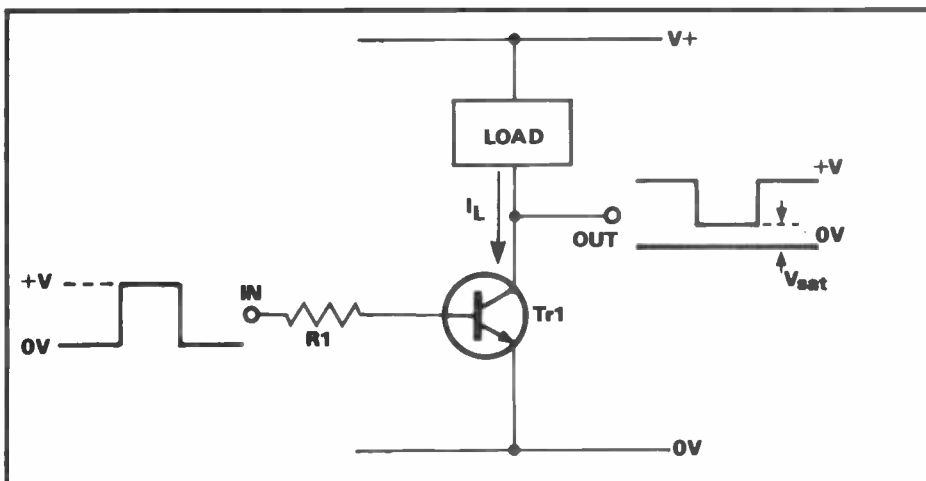 V+
LOAD
I_L
+V
OUT
0V
V_sat
+V
IN
R1
Tr1
0V
0V